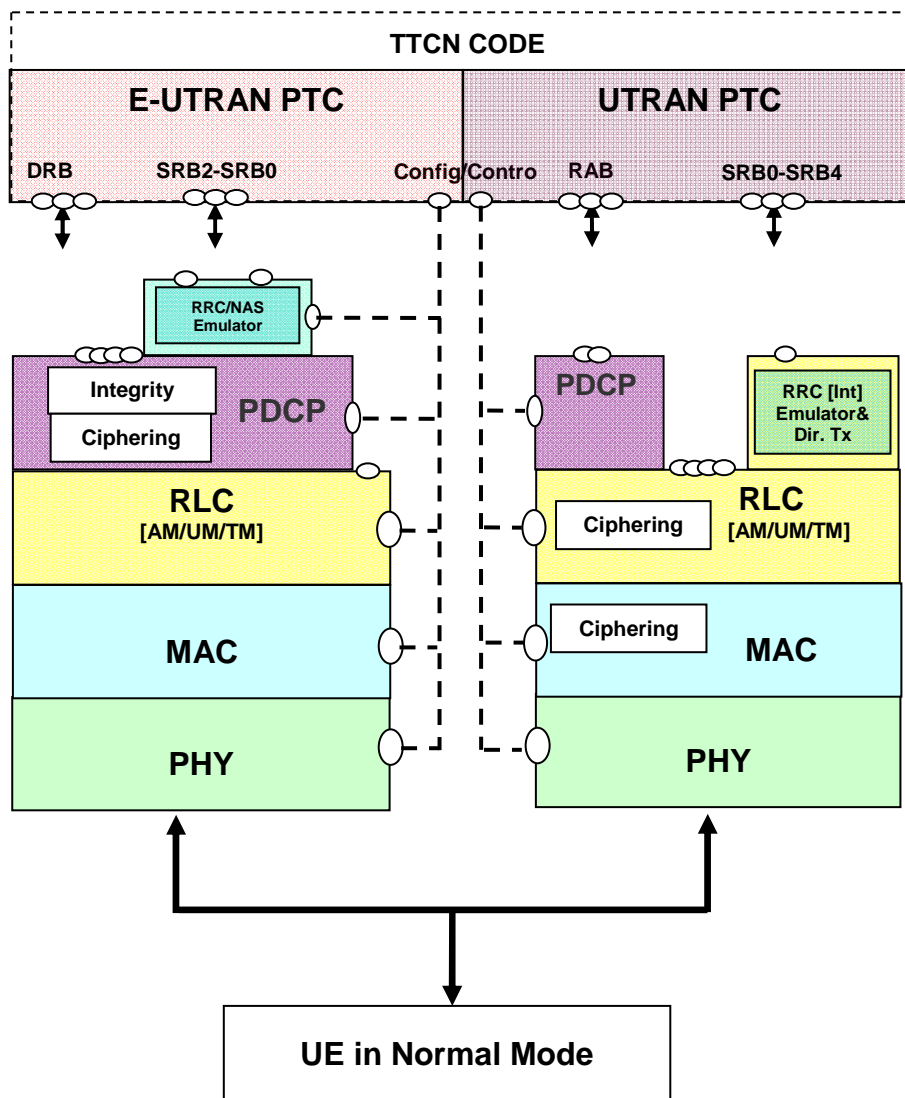 TTCN CODE
E-UTRAN PTC
UTRAN PTC
DRB
SRB2-SRB0
Config/Contro
RAB
SRB0-SRB4
RRC/NAS
Emulator
Integrity
Ciphering
PDCP
PDCP
RRC [Int]
Emulator&
Dir. Tx
RLC
[AM/UM/TM]
Ciphering
RLC
[AM/UM/TM]
MAC
Ciphering
MAC
PHY
PHY
UE in Normal Mode